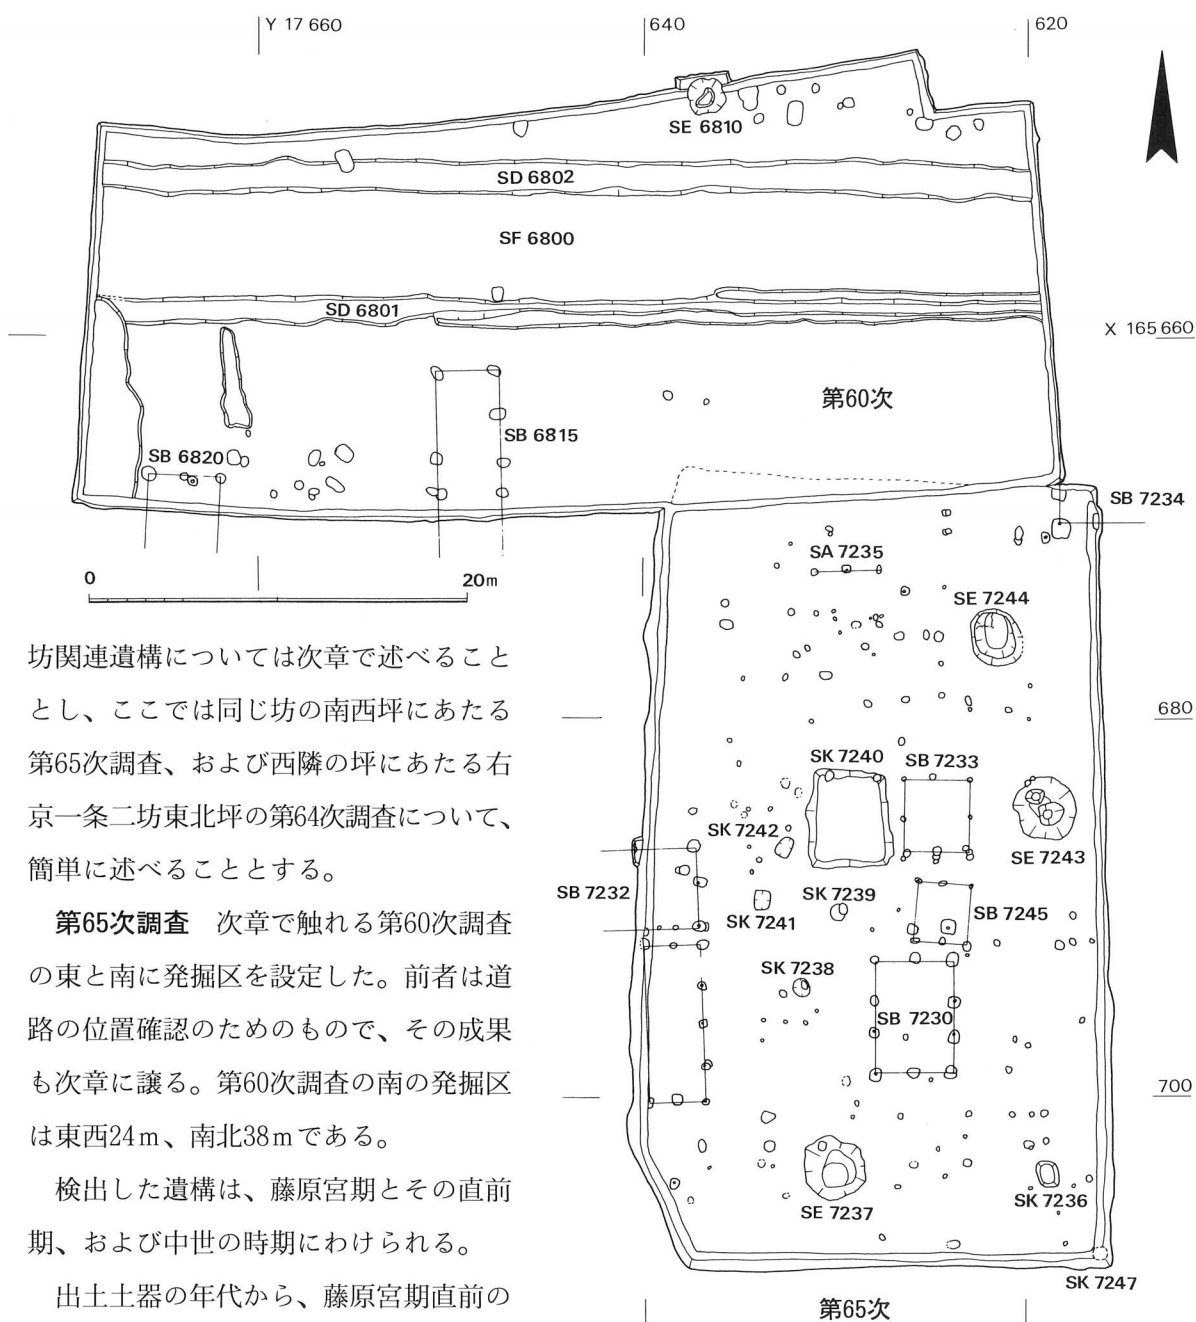 Y 17 660
640
620
SE 6810
SD 6802
SF 6800
SD 6801
X 165 660
第60次
SB 6815
SB 6820
SB 7234
0 20m
SA 7235
SE 7244
680
SK 7240
SB 7233
SK 7242
SE 7243
SB 7232
SK 7239
SK 7241
SB 7245
SK 7238
SB 7230
700
SE 7237
SK 7236
SK 7247
第65次
坊関連遺構については次章で述べること
とし、ここでは同じ坊の南西坪にあたる
第65次調査、および西隣の坪にあたる右
京一条二坊東北坪の第64次調査について、
簡単に述べることとする。
第65次調査　次章で触れる第60次調査
の東と南に発掘区を設定した。前者は道
路の位置確認のためのもので、その成果
も次章に譲る。第60次調査の南の発掘区
は東西24m、南北38mである。
検出した遺構は、藤原宮期とその直前
期、および中世の時期にわけられる。
出土土器の年代から、藤原宮期直前の